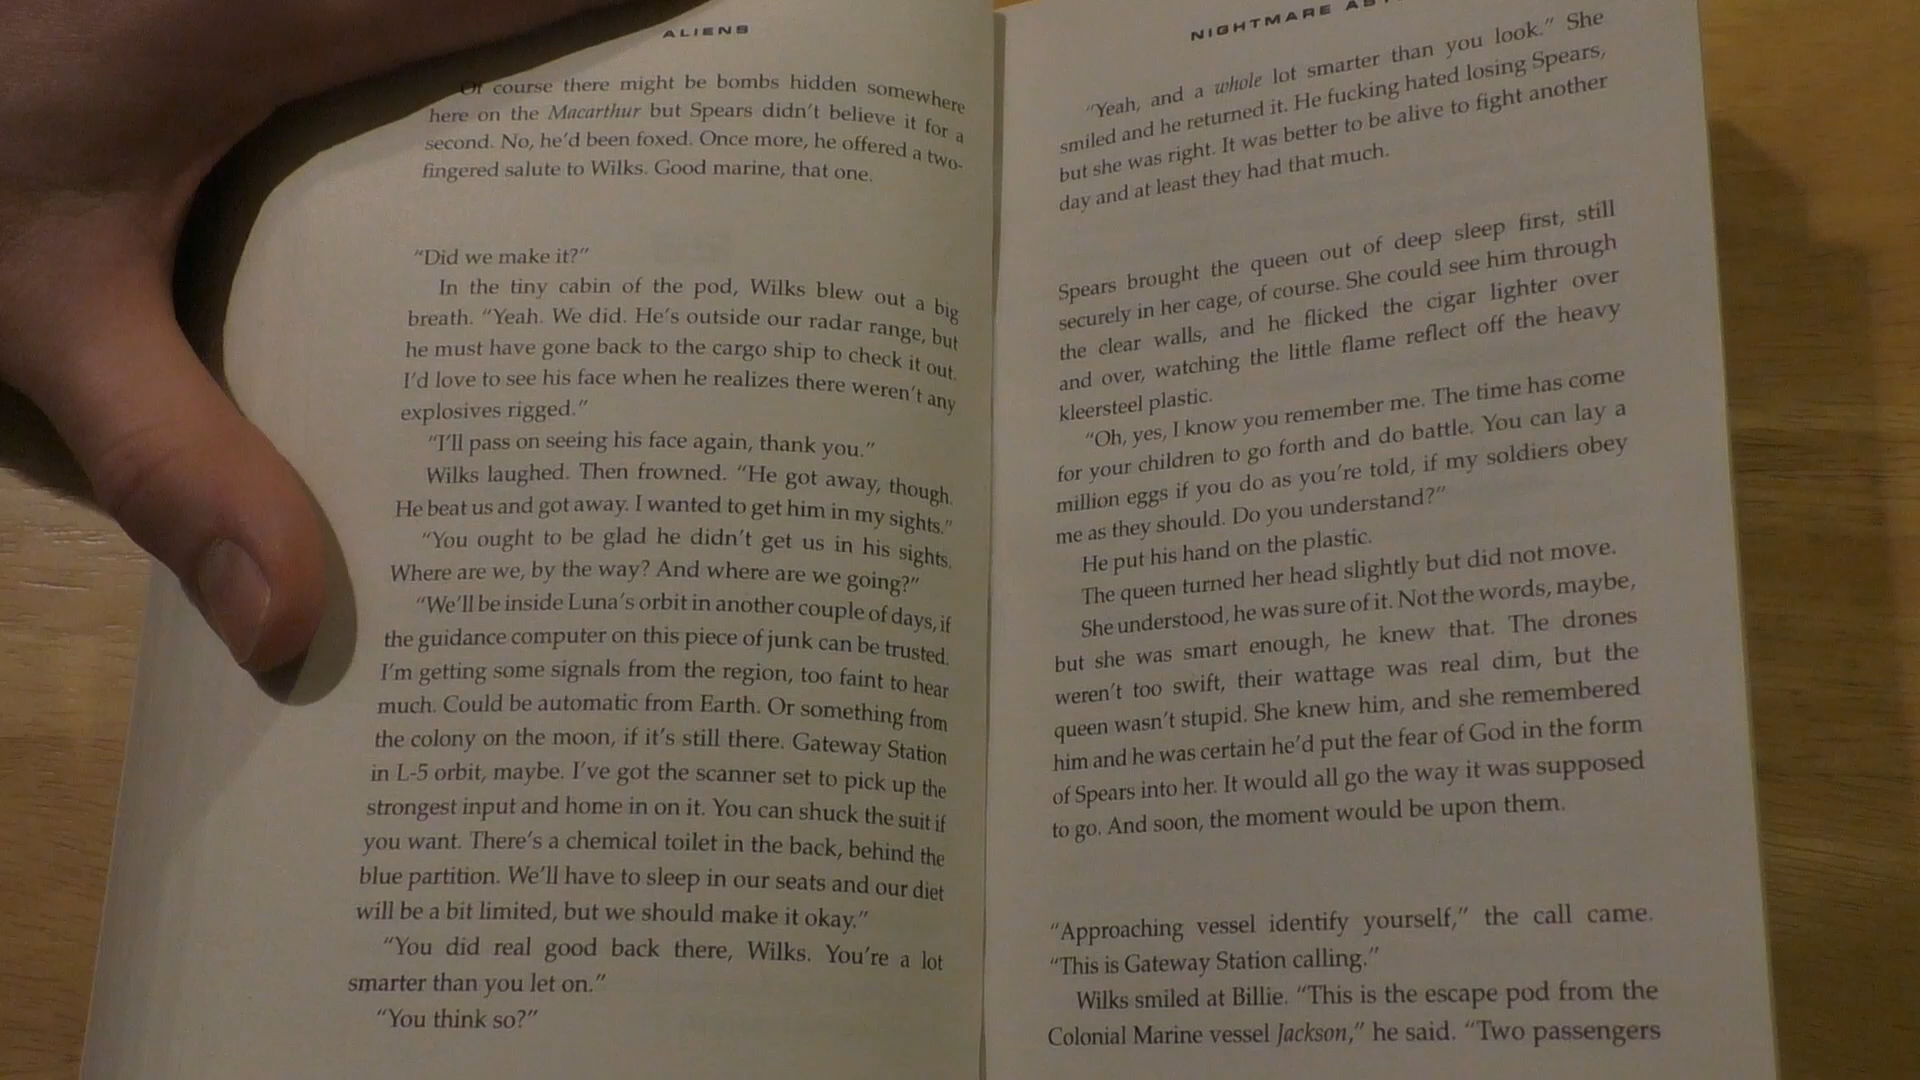 ALIENS
Of course there might be bombs hidden somewhere
here on the Macarthur but Spears didn't believe it for a
second. No, he'd been foxed. Once more, he offered a two-
fingered salute to Wilks. Good marine, that one.
“Did we make it?”
In the tiny cabin of the pod, Wilks blew out a big
breath. “Yeah. We did. He's outside our radar range, but
he must have gone back to the cargo ship to check it out.
I'd love to see his face when he realizes there weren't any
explosives rigged.”
“I'll pass on seeing his face again, thank you.”
Wilks laughed. Then frowned. “He got away, though.
He beat us and got away. I wanted to get him in my sights.”
“You ought to be glad he didn't get us in his sights.
Where are we, by the way? And where are we going?”
“We'll be inside Luna's orbit in another couple of days, if
the guidance computer on this piece of junk can be trusted.
I'm getting some signals from the region, too faint to hear
much. Could be automatic from Earth. Or something from
the colony on the moon, if it's still there. Gateway Station
in L-5 orbit, maybe. I've got the scanner set to pick up the
strongest input and home in on it. You can shuck the suit if
you want. There's a chemical toilet in the back, behind the
blue partition. We'll have to sleep in our seats and our diet
will be a bit limited, but we should make it okay.”
“You did real good back there, Wilks. You're a lot
smarter than you let on.”
“You think so?”
NIGHTMARE
“Yeah, and a whole lot smarter than you look.” She
smiled and he returned it. He fucking hated losing Spears,
but she was right. It was better to be alive to fight another
day and at least they had that much.
Spears brought the queen out of deep sleep first, still
securely in her cage, of course. She could see him through
the clear walls, and he flicked the cigar lighter over
and over, watching the little flame reflect off the heavy
kleersteel plastic.
“Oh, yes, I know you remember me. The time has come
for your children to go forth and do battle. You can lay a
million eggs if you do as you're told, if my soldiers obey
me as they should. Do you understand?”
He put his hand on the plastic.
The queen turned her head slightly but did not move.
She understood, he was sure of it. Not the words, maybe,
but she was smart enough, he knew that. The drones
weren't too swift, their wattage was real dim, but the
queen wasn't stupid. She knew him, and she remembered
him and he was certain he'd put the fear of God in the form
of Spears into her. It would all go the way it was supposed
to go. And soon, the moment would be upon them.
“Approaching vessel identify yourself,” the call came.
“This is Gateway Station calling.”
Wilks smiled at Billie. “This is the escape pod from the
Colonial Marine vessel Jackson,” he said. “Two passengers